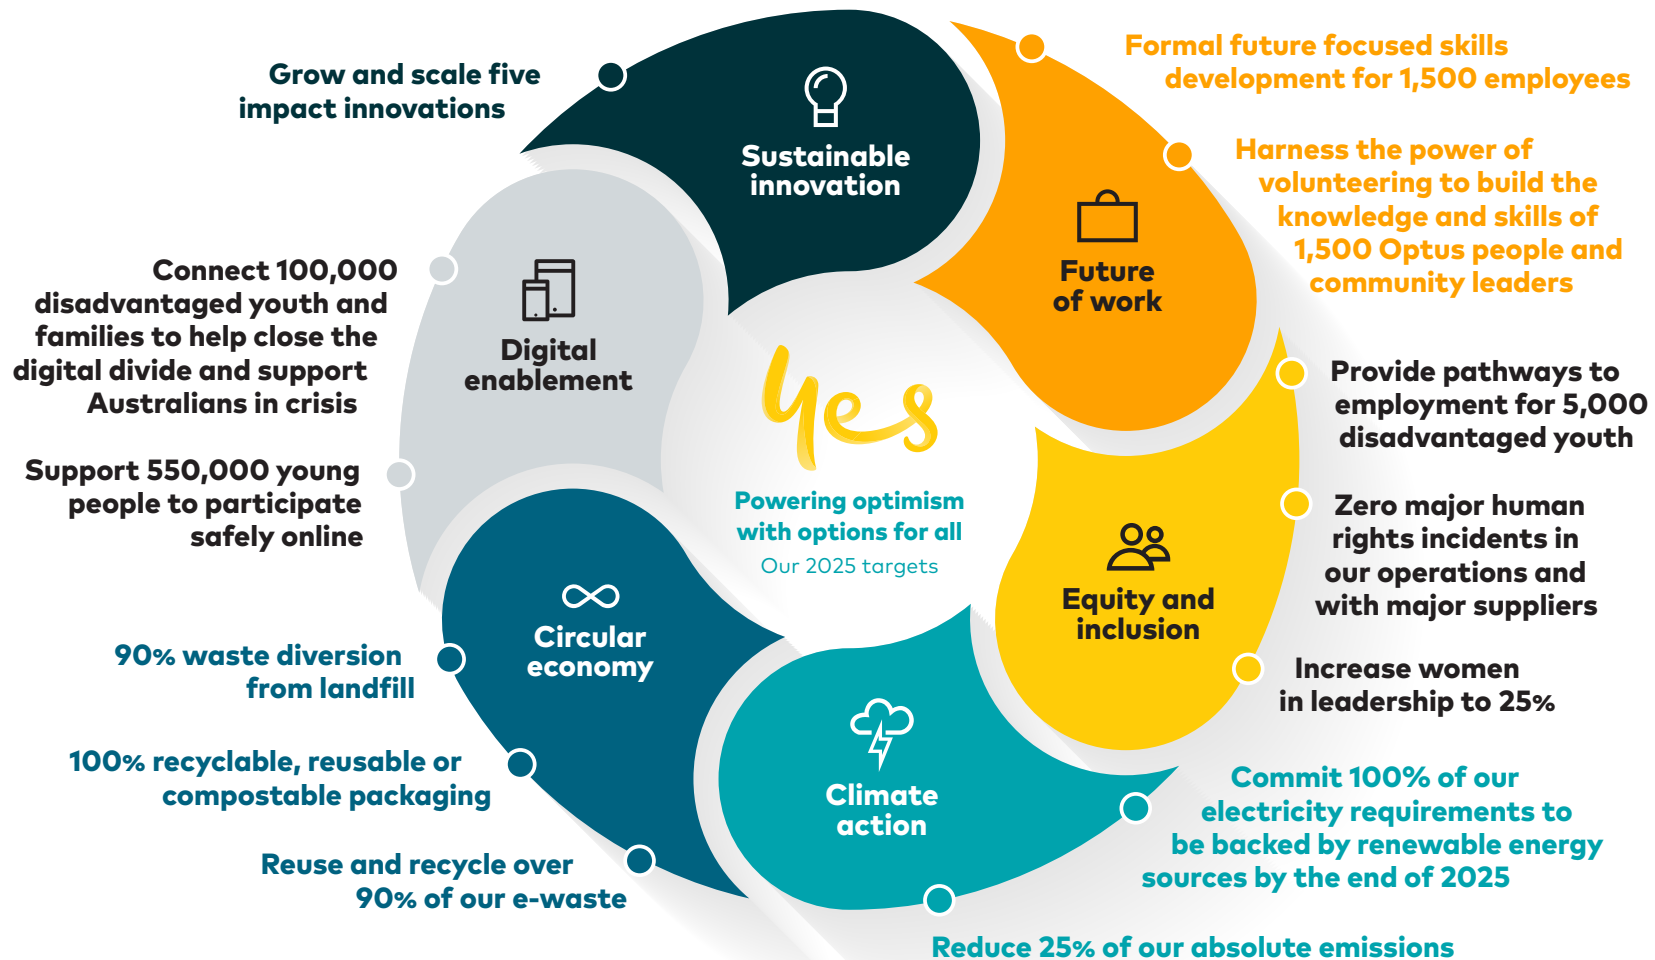 Grow and scale five
impact innovations
Sustainable
innovation
Formal future focused skills
development for 1,500 employees
Harness the power of
volunteering to build the
knowledge and skills of
1,500 Optus people and
community leaders
Future
of work
Connect 100,000
disadvantaged youth and
families to help close the
digital divide and support
Australians in crisis
Support 550,000 young
people to participate
safely online
Digital
enablement
yes
Powering optimism
with options for all
Our 2025 targets
Provide pathways to
employment for 5,000
disadvantaged youth
Zero major human
rights incidents in
our operations and
with major suppliers
Increase women
in leadership to 25%
Equity and
inclusion
Circular
economy
90% waste diversion
from landfill
100% recyclable, reusable or
compostable packaging
Reuse and recycle over
90% of our e-waste
Climate
action
Commit 100% of our
electricity requirements to
be backed by renewable energy
sources by the end of 2025
Reduce 25% of our absolute emissions